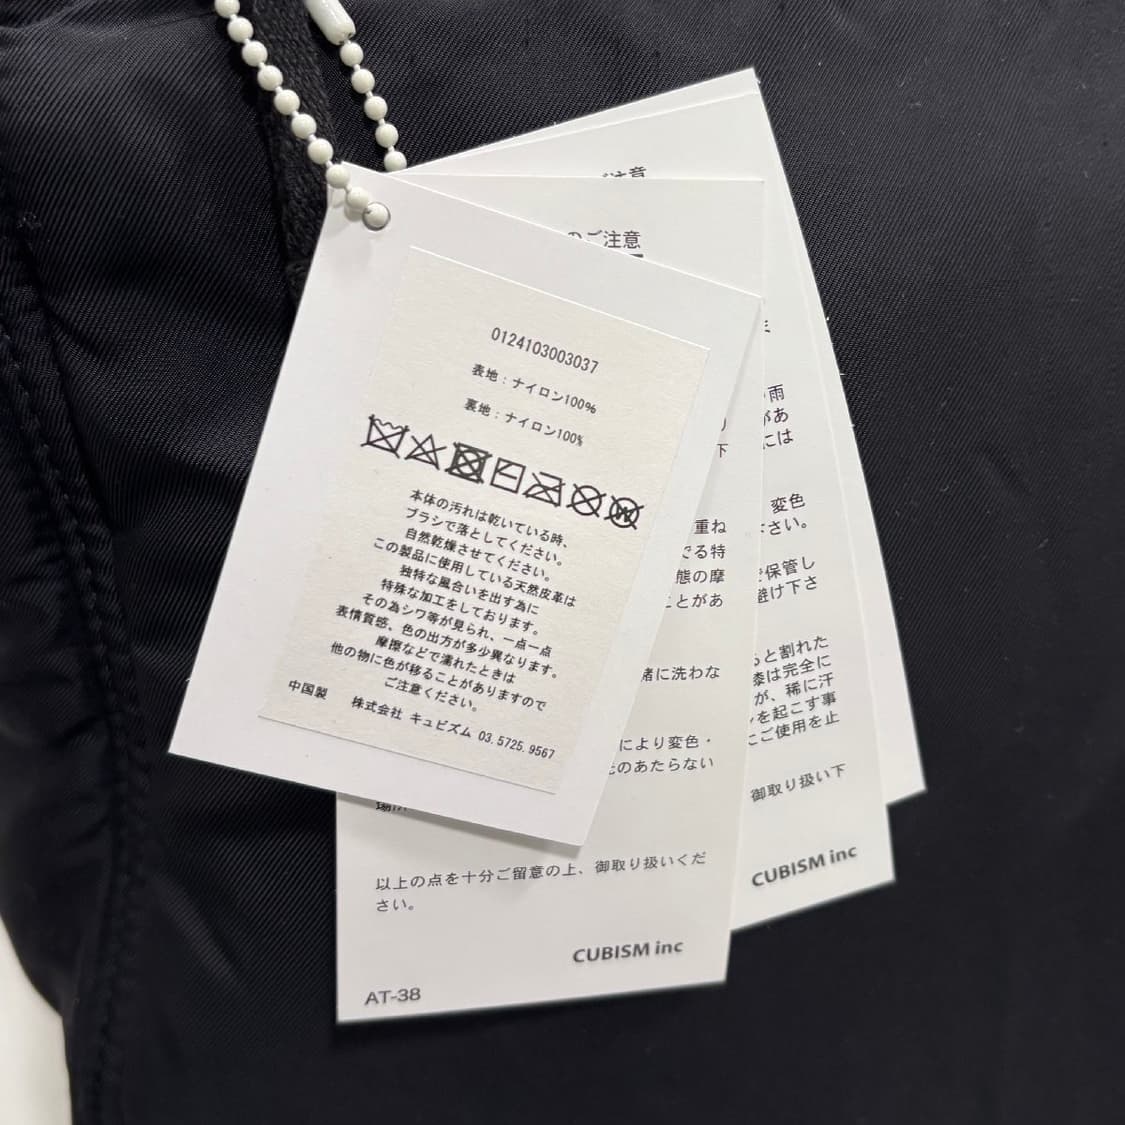 0124103003037
表地：ナイロン100%
裏地：ナイロン100%
本体の汚れは乾いている時、
ブラシで落としてください。
自然乾燥させてください。
この製品に使用している天然皮革は
独特な風合いを出す為に
特殊な加工をしております。
その為シワ等が見られ、一点一点
表情質感、色の出方が多少異なります。
摩擦などで濡れたときは
他の物に色が移ることがありますので
ご注意ください。
中国製 株式会社 キュビズム 03.5725.9567
のご注意
重ね
でる特
態の摩
ことがあ
緒に洗わな
により変色・
光のあたらない
以上の点を十分ご留意の上、御取り扱いくだ
さい。
CUBISM inc
AT-38
ご注意
雨
があ
には
変色
下さい。
で保管し
避け下さ
ると割れた
漆は完全に
が、稀に汗
を起こす事
にご使用を止
御取り扱い下
CUBISM inc